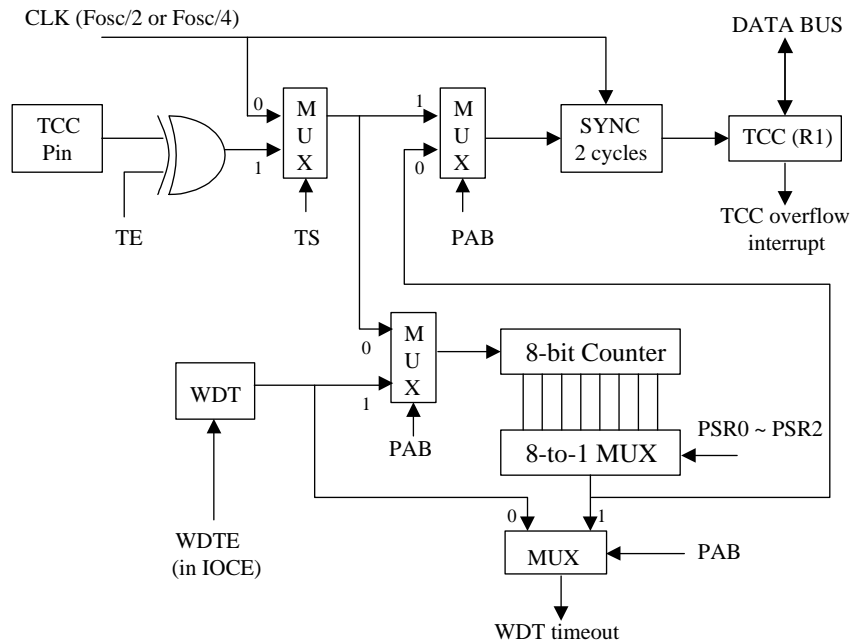 CLK (Fosc/2 or Fosc/4)
DATA BUS
TCC
Pin
0
1
M
U
X
1
0
M
U
X
SYNC
2 cycles
TCC (R1)
TE
TS
PAB
TCC overflow
interrupt
0
1
M
U
X
8-bit Counter
WDT
PAB
8-to-1 MUX
PSR0 ~ PSR2
WDTE
(in IOCE)
0
1
MUX
PAB
WDT timeout